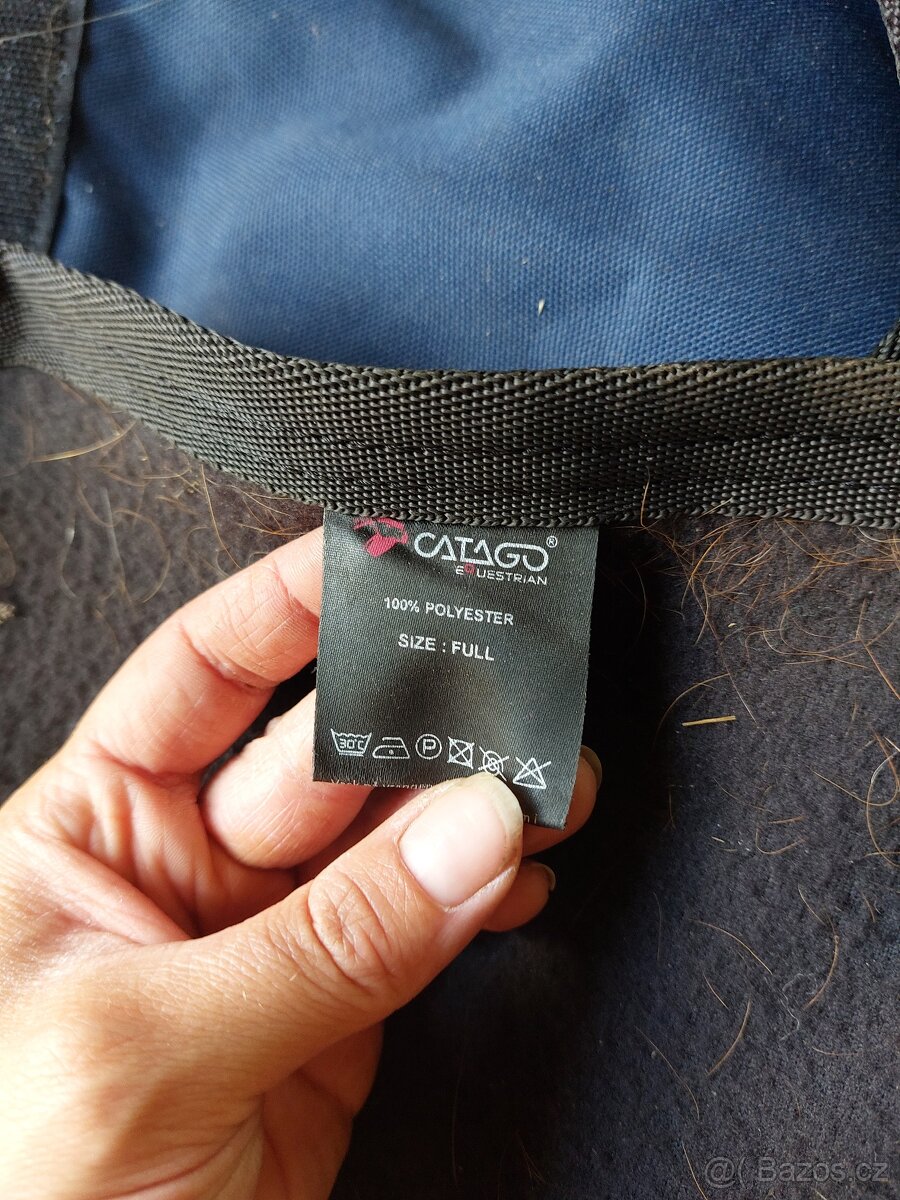 CATAGO®
EQUESTRIAN
100% POLYESTER
SIZE : FULL
30°C P
@( Bazos.cz